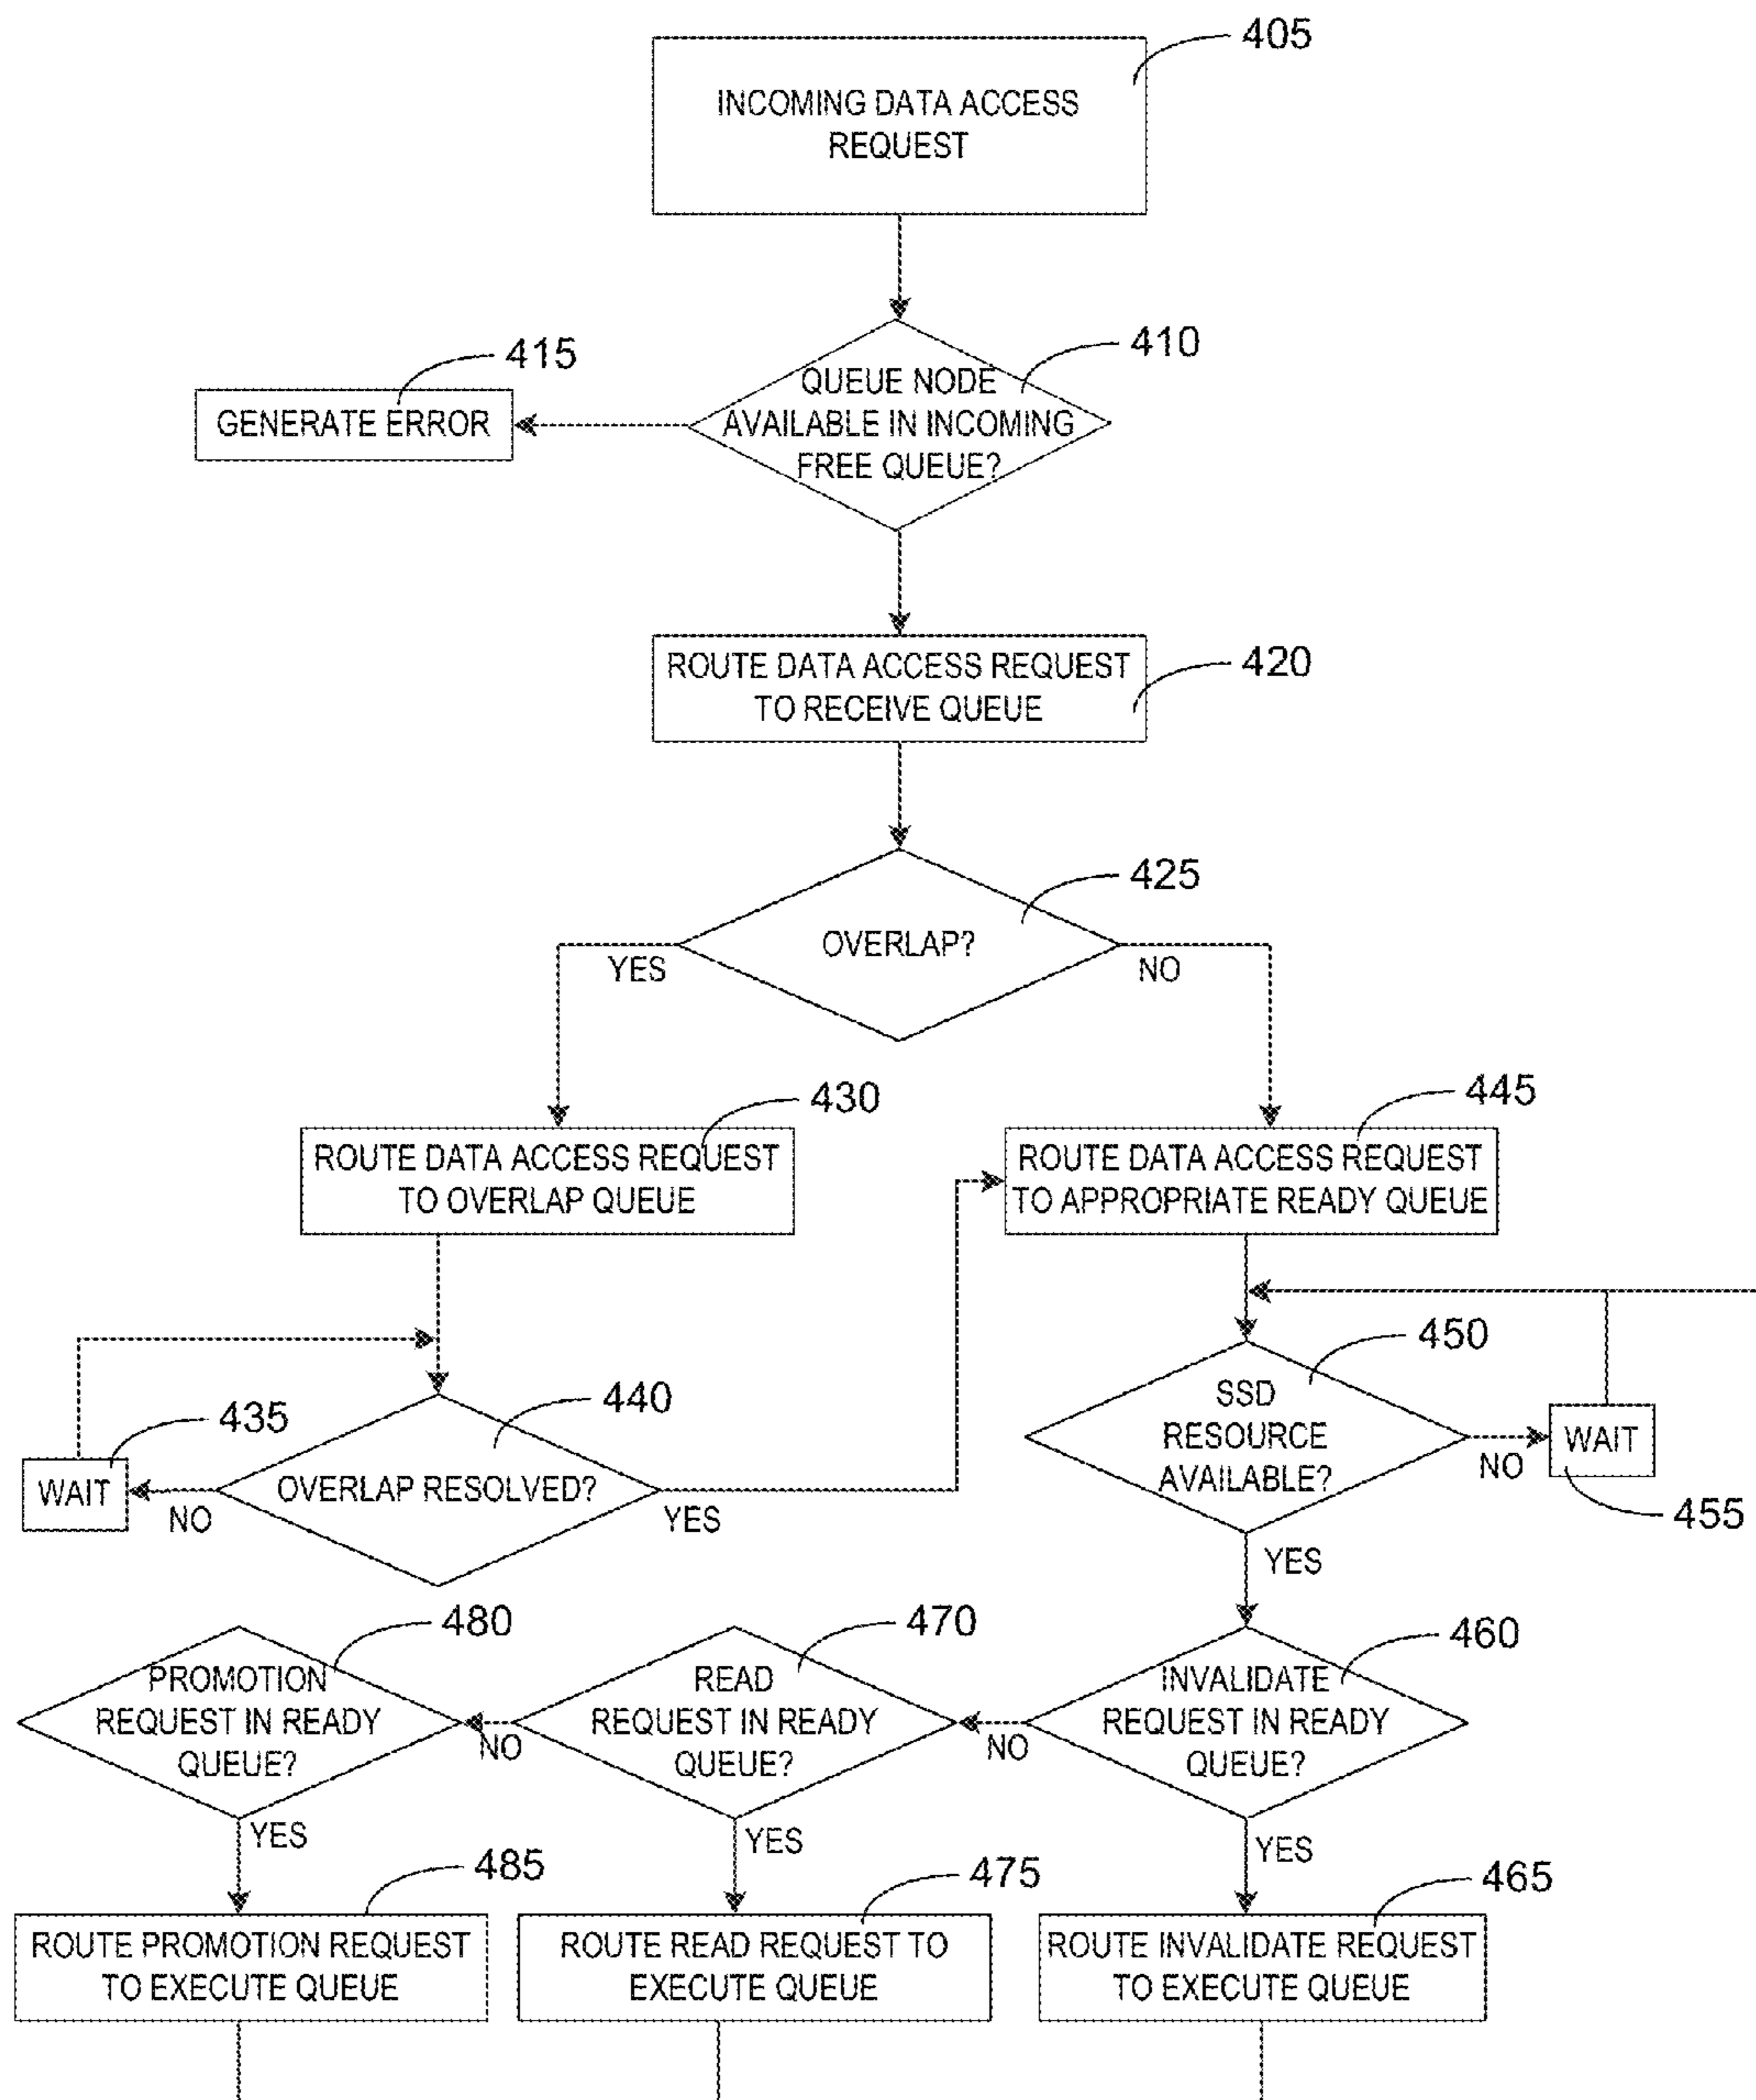 405
INCOMING DATA ACCESS
REQUEST
410
415
QUEUE NODE
AVAILABLE IN INCOMING
FREE QUEUE?
GENERATE ERROR
420
ROUTE DATA ACCESS REQUEST
TO RECEIVE QUEUE
425
OVERLAP?
YES
NO
430
445
ROUTE DATA ACCESS REQUEST
TO OVERLAP QUEUE
ROUTE DATA ACCESS REQUEST
TO APPROPRIATE READY QUEUE
450
SSD
RESOURCE
AVAILABLE?
435
440
WAIT
NO
OVERLAP RESOLVED?
YES
NO
WAIT
455
YES
480
470
460
PROMOTION
REQUEST IN READY
QUEUE?
NO
READ
REQUEST IN READY
QUEUE?
NO
INVALIDATE
REQUEST IN READY
QUEUE?
YES
YES
YES
485
475
465
ROUTE PROMOTION REQUEST
TO EXECUTE QUEUE
ROUTE READ REQUEST TO
EXECUTE QUEUE
ROUTE INVALIDATE REQUEST
TO EXECUTE QUEUE